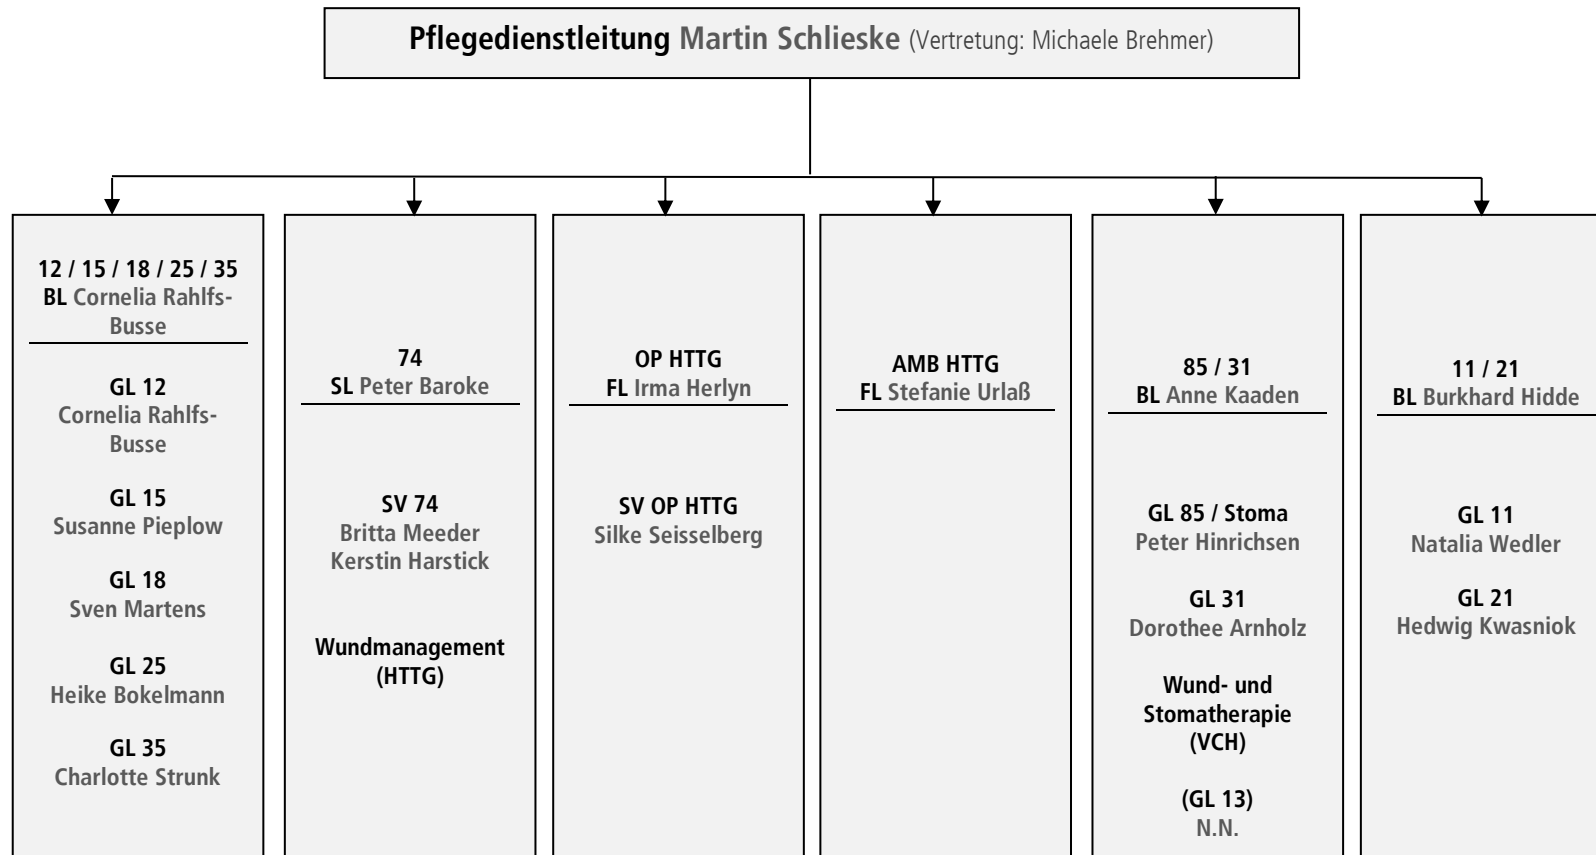 Pflegedienstleitung Martin Schlieske (Vertretung: Michaele Brehmer)
12 / 15 / 18 / 25 / 35
BL Cornelia Rahlfs-
Busse
GL 12
Cornelia Rahlfs-
Busse
GL 15
Susanne Pieplow
GL 18
Sven Martens
GL 25
Heike Bokelmann
GL 35
Charlotte Strunk
74
SL Peter Baroke
SV 74
Britta Meeder
Kerstin Harstick
Wundmanagement
(HTTG)
OP HTTG
FL Irma Herlyn
SV OP HTTG
Silke Seisselberg
AMB HTTG
FL Stefanie Urlaß
85 / 31
BL Anne Kaaden
GL 85 / Stoma
Peter Hinrichsen
GL 31
Dorothee Arnholz
Wund- und
Stomatherapie
(VCH)
(GL 13)
N.N.
11 / 21
BL Burkhard Hidde
GL 11
Natalia Wedler
GL 21
Hedwig Kwasniok